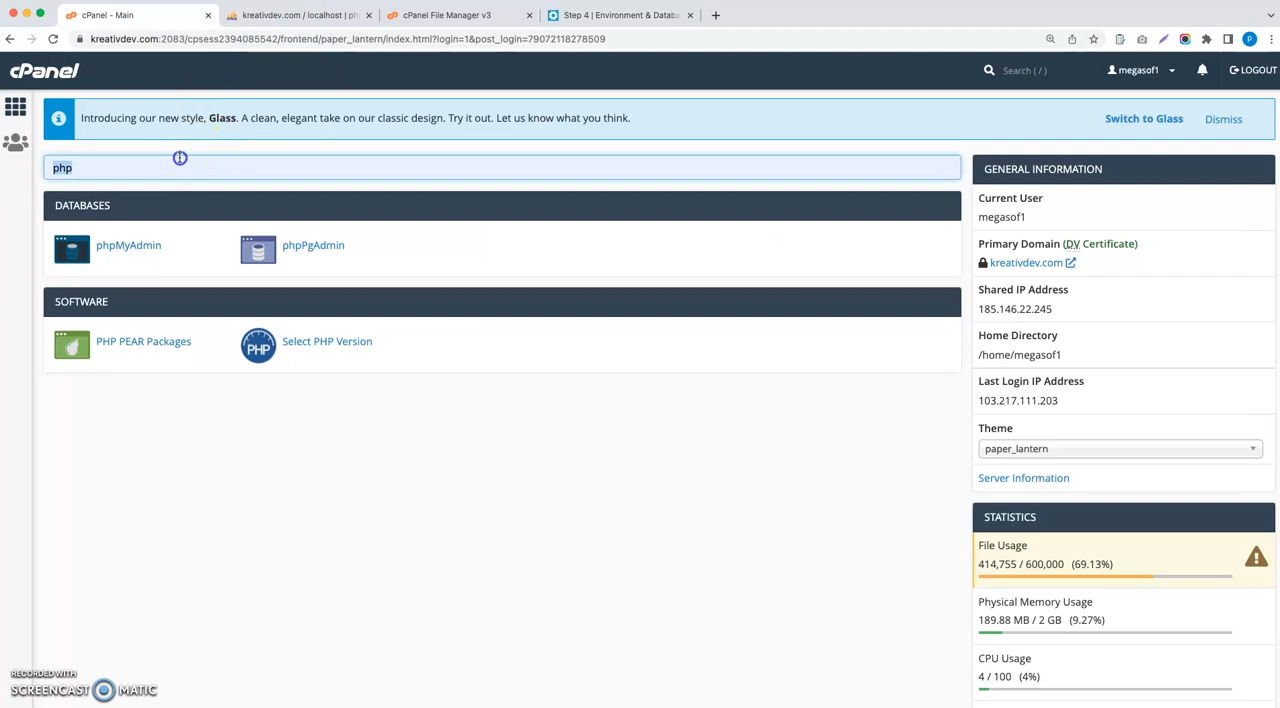 cPanel - Main
kreativdev.com / localhost | ph
cPanel File Manager v3
Step 4 | Environment & Databa
kreativdev.com:2083/cpsess2394085542/frontend/paper_lantern/index.html?login=1&post_login=79072118278509
cPanel
Search ( / )
megasof1
LOGOUT
Introducing our new style, Glass. A clean, elegant take on our classic design. Try it out. Let us know what you think.
Switch to Glass
Dismiss
php
DATABASES
phpMyAdmin
phpPgAdmin
SOFTWARE
PHP PEAR Packages
PHP
Select PHP Version
GENERAL INFORMATION
Current User
megasof1
Primary Domain (DV Certificate)
kreativdev.com
Shared IP Address
185.146.22.245
Home Directory
/home/megasof1
Last Login IP Address
103.217.111.203
Theme
paper_lantern
Server Information
STATISTICS
File Usage
414,755 / 600,000 (69.13%)
Physical Memory Usage
189.88 MB / 2 GB (9.27%)
CPU Usage
4 / 100 (4%)
RECORDED WITH
SCREENCAST MATIC